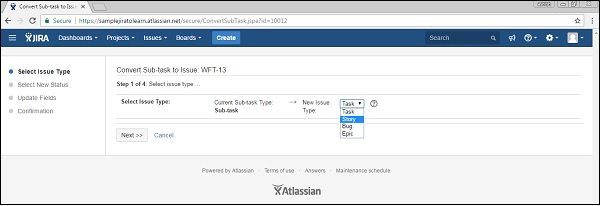 Convert Sub-task to Issu
Secure https://samplejiratolearn.atlassian.net/secure/ConvertSubTask.jspa?id=10012
JIRA Dashboards Projects Issues Boards Create Search
Select Issue Type
Select New Status
Update Fields
Confirmation
Convert Sub-task to Issue: WFT-13
Step 1 of 4: Select issue type ...
Select Issue Type: Current Sub-task Type: → New Issue Task
Sub-task Type: Task
Story
Bug
Epic
Next >> Cancel
Powered by Atlassian · Terms of use · Answers · Maintenance schedule
Atlassian